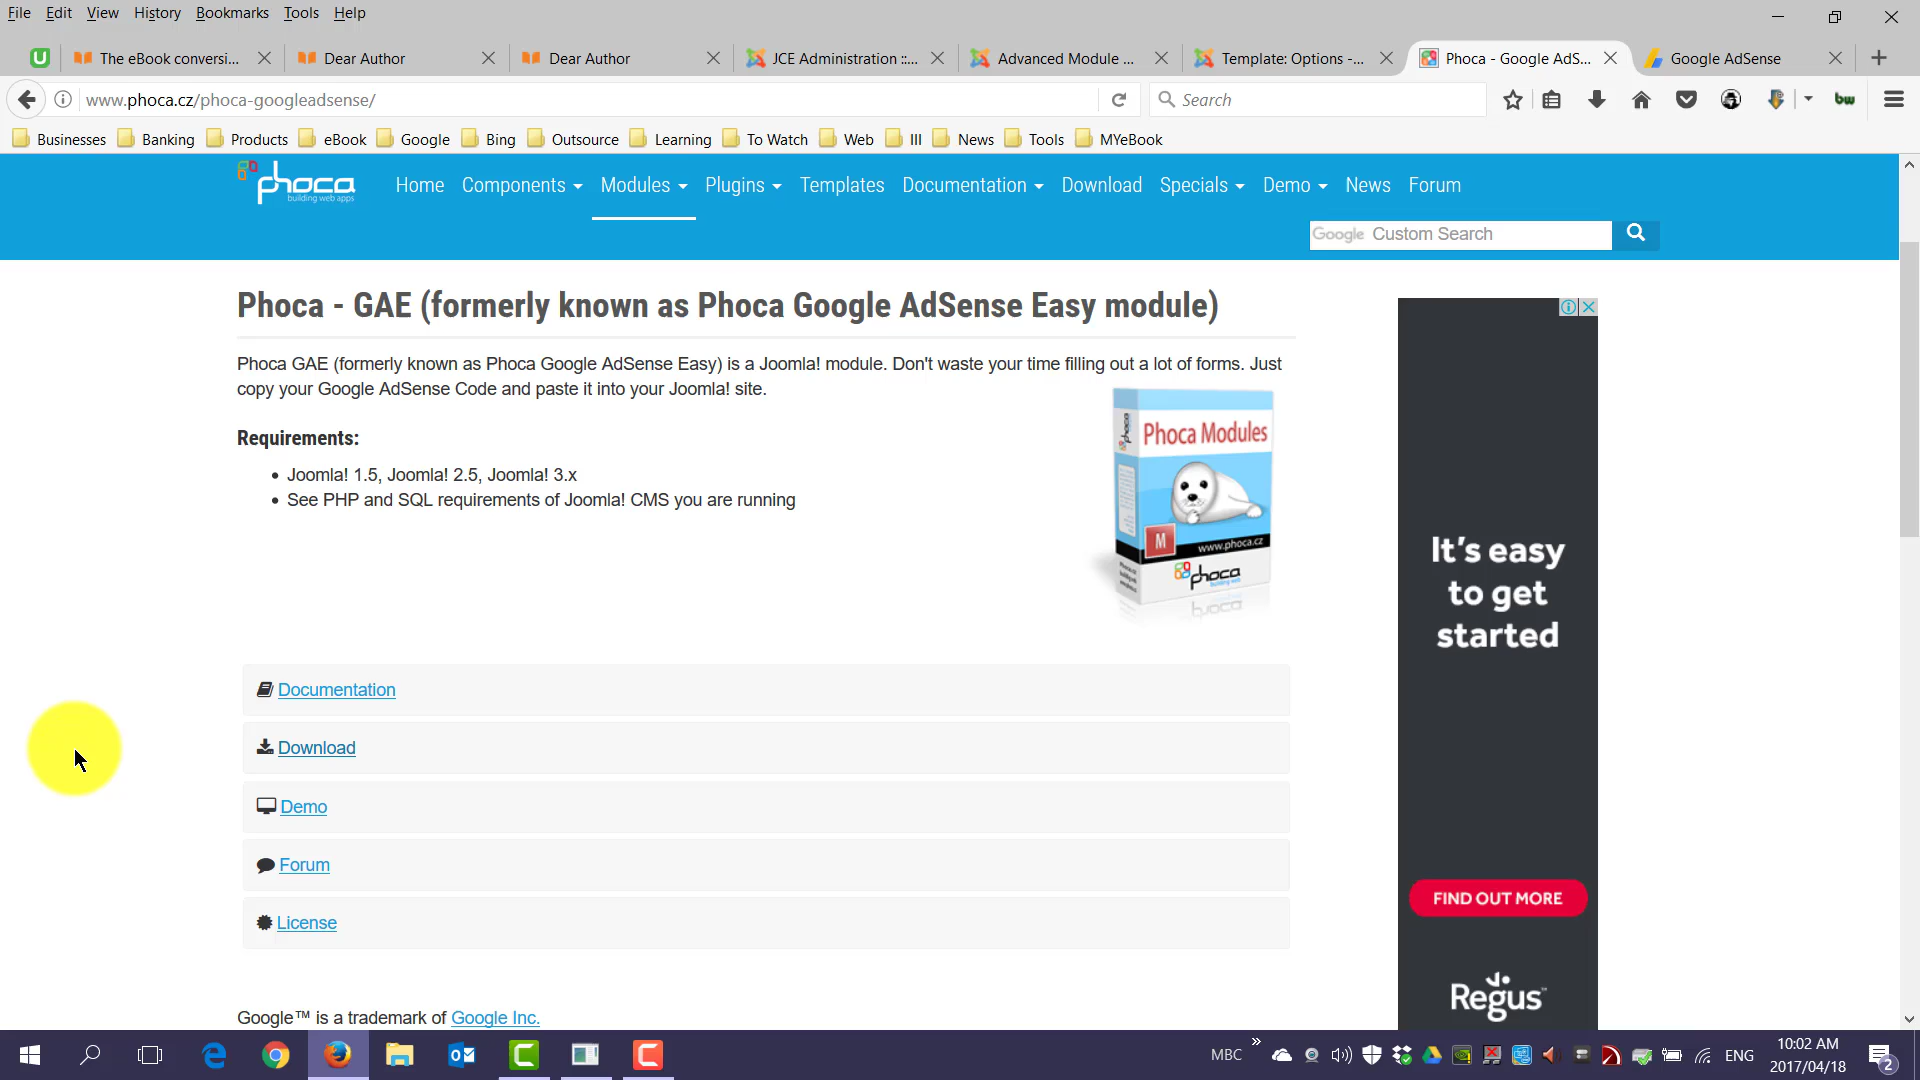 File Edit View History Bookmarks Tools Help
The eBook conversi... Dear Author Dear Author JCE Administration ::... Advanced Module ... Template: Options -... Phoca - Google AdS... Google AdSense
www.phoca.cz/phoca-googleadsense/ Search
Businesses Banking Products eBook Google Bing Outsource Learning To Watch Web III News Tools MYeBook
phoca
building web apps
Home Components Modules Plugins Templates Documentation Download Specials Demo News Forum
Google Custom Search
Phoca - GAE (formerly known as Phoca Google AdSense Easy module)
Phoca GAE (formerly known as Phoca Google AdSense Easy) is a Joomla! module. Don't waste your time filling out a lot of forms. Just
copy your Google AdSense Code and paste it into your Joomla! site.
Requirements:
Joomla! 1.5, Joomla! 2.5, Joomla! 3.x
See PHP and SQL requirements of Joomla! CMS you are running
Phoca Modules
M
www.phoca.cz
phoca
Documentation
Download
Demo
Forum
License
Google™ is a trademark of Google Inc.
It's easy
to get
started
FIND OUT MORE
Regus™
MBC ENG 10:02 AM
2017/04/18
2